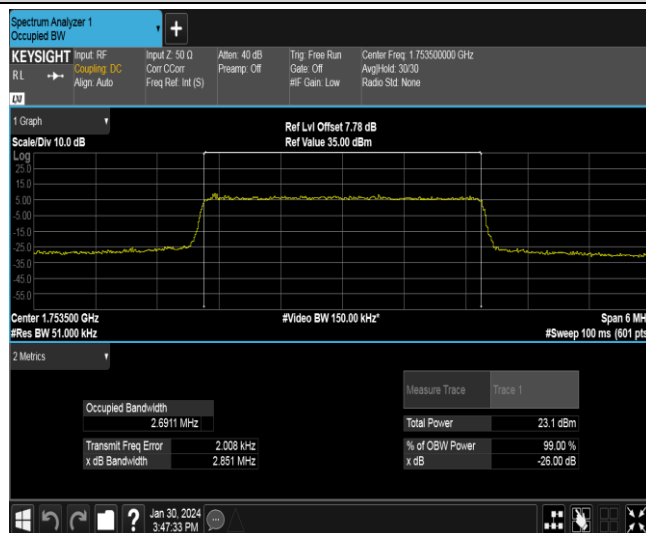 Spectrum Analyzer 1
Occupied BW
+
KEYSIGHT
RL
Input: RF
Coupling: DC
Align: Auto
Input Z: 50 Ω
Corr CCorr
Freq Ref: Int (S)
Atten: 40 dB
Preamp: Off
Trig: Free Run
Gate: Off
#IF Gain: Low
Center Freq: 1.753500000 GHz
Avg|Hold: 30/30
Radio Std: None
LXI
1 Graph
Scale/Div 10.0 dB
Ref Lvl Offset 7.78 dB
Ref Value 35.00 dBm
Log
25.0
15.0
5.00
-5.00
-15.0
-25.0
-35.0
-45.0
-55.0
Center 1.753500 GHz
#Res BW 51.000 kHz
#Video BW 150.00 kHz*
Span 6 MH
#Sweep 100 ms (601 pts
2 Metrics
Measure Trace Trace 1
Occupied Bandwidth
2.6911 MHz
Total Power 23.1 dBm
Transmit Freq Error 2.008 kHz
% of OBW Power 99.00 %
x dB Bandwidth 2.851 MHz
x dB -26.00 dB
?
Jan 30, 2024
3:47:33 PM